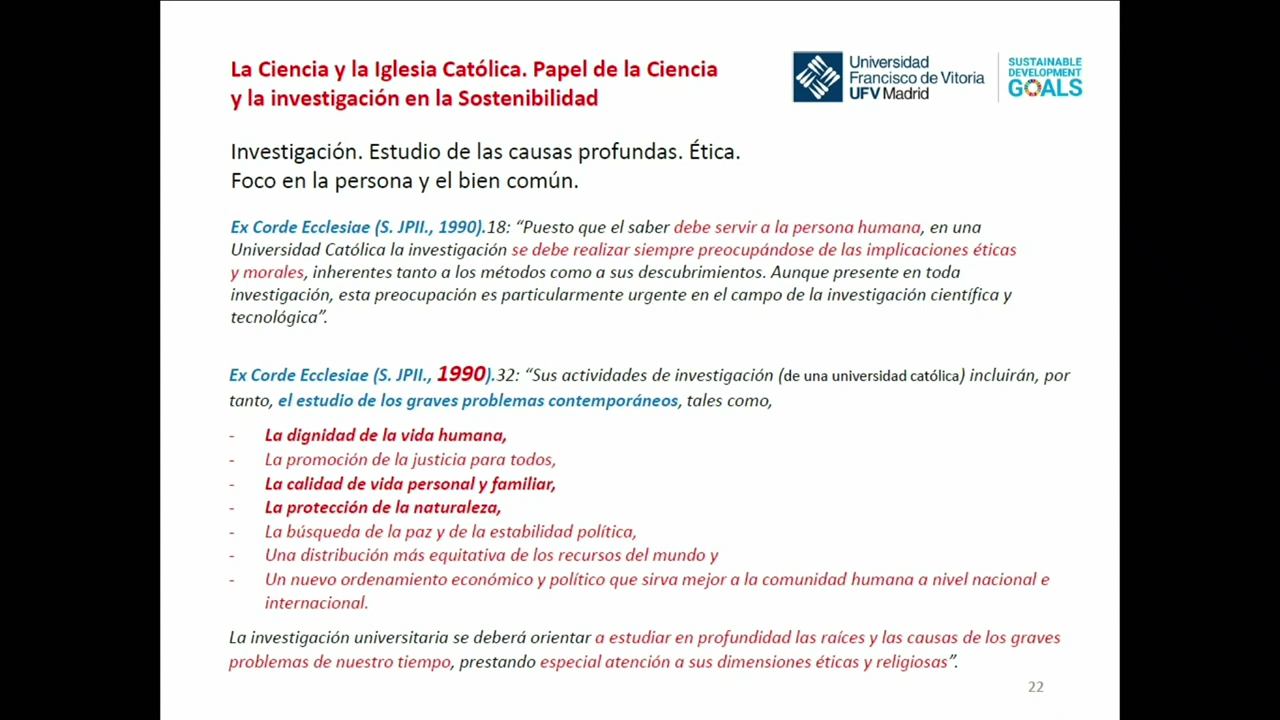 La Ciencia y la Iglesia Católica. Papel de la Ciencia
y la investigación en la Sostenibilidad
Universidad
Francisco de Vitoria
UFV Madrid
SUSTAINABLE
DEVELOPMENT
GOALS
Investigación. Estudio de las causas profundas. Ética.
Foco en la persona y el bien común.
Ex Corde Ecclesiae (S. JPII., 1990).18: “Puesto que el saber debe servir a la persona humana, en una
Universidad Católica la investigación se debe realizar siempre preocupándose de las implicaciones éticas
y morales, inherentes tanto a los métodos como a sus descubrimientos. Aunque presente en toda
investigación, esta preocupación es particularmente urgente en el campo de la investigación científica y
tecnológica”.
Ex Corde Ecclesiae (S. JPII., 1990).32: “Sus actividades de investigación (de una universidad católica) incluirán, por
tanto, el estudio de los graves problemas contemporáneos, tales como,
- La dignidad de la vida humana,
- La promoción de la justicia para todos,
- La calidad de vida personal y familiar,
- La protección de la naturaleza,
- La búsqueda de la paz y de la estabilidad política,
- Una distribución más equitativa de los recursos del mundo y
- Un nuevo ordenamiento económico y político que sirva mejor a la comunidad humana a nivel nacional e
internacional.
La investigación universitaria se deberá orientar a estudiar en profundidad las raíces y las causas de los graves
problemas de nuestro tiempo, prestando especial atención a sus dimensiones éticas y religiosas”.
22